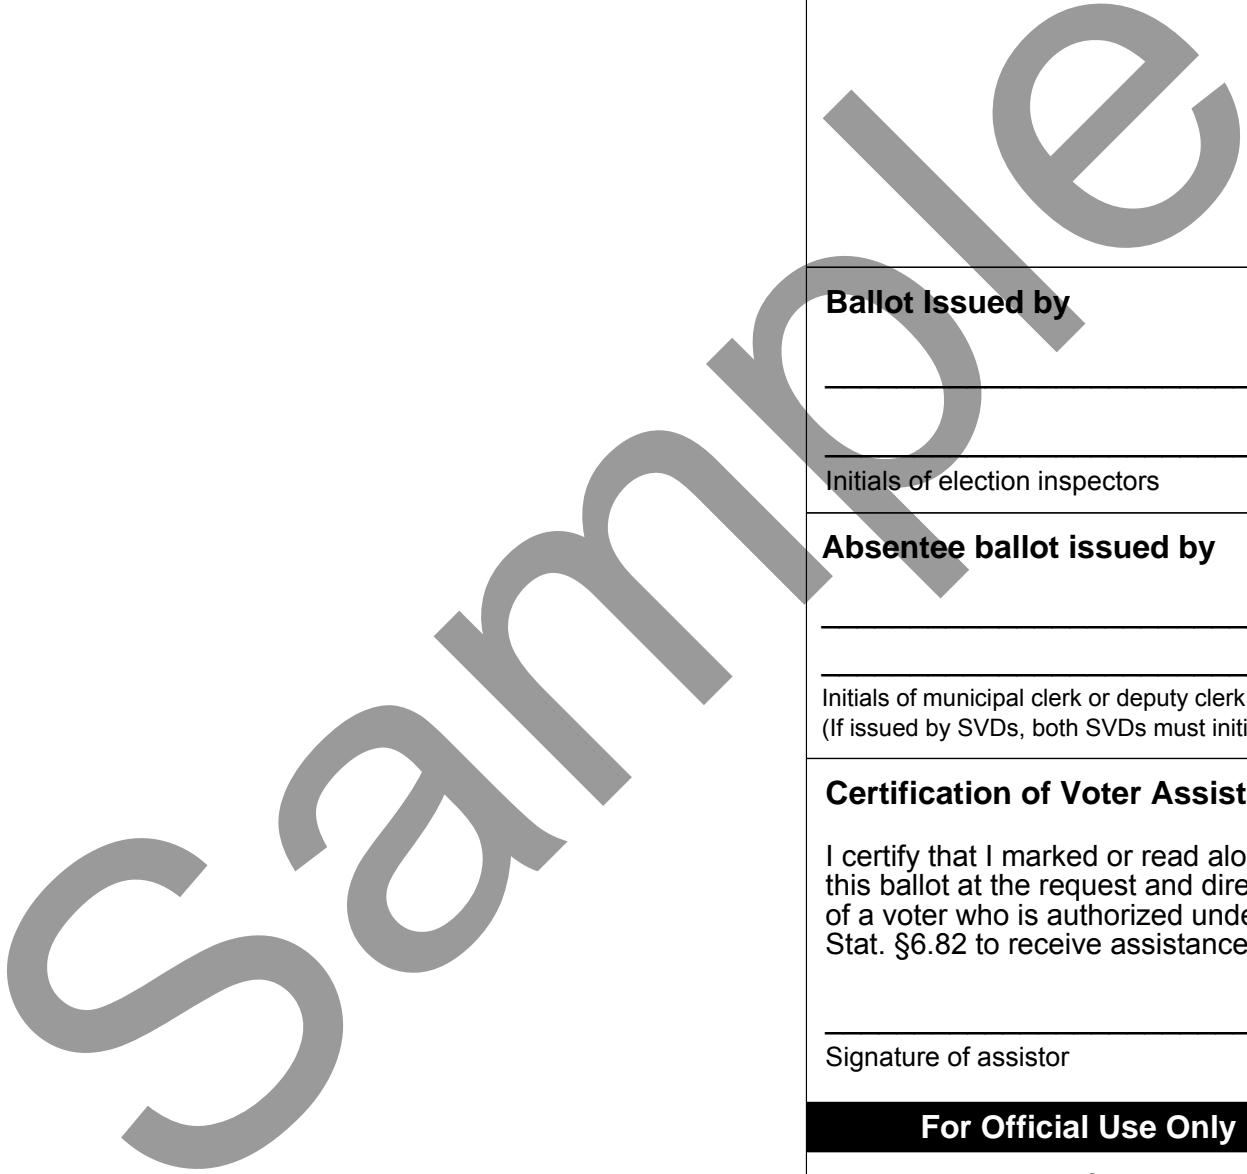 Sample
Ballot Issued by
Initials of election inspectors
Absentee ballot issued by
Initials of municipal clerk or deputy clerk
(If issued by SVDs, both SVDs must initi
Certification of Voter Assist
I certify that I marked or read alo
this ballot at the request and dire
of a voter who is authorized unde
Stat. §6.82 to receive assistance
Signature of assistor
For Official Use Only